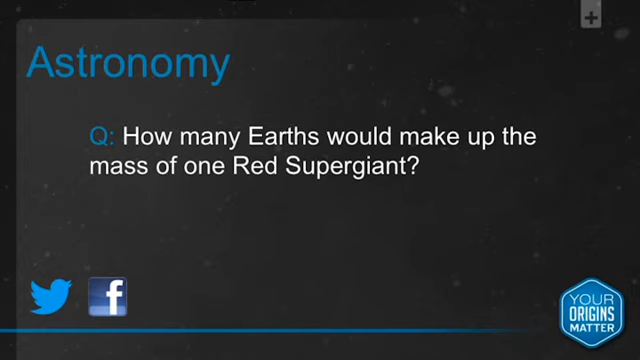 Astronomy
Q: How many Earths would make up the
mass of one Red Supergiant?
YOUR
ORIGINS
MATTER